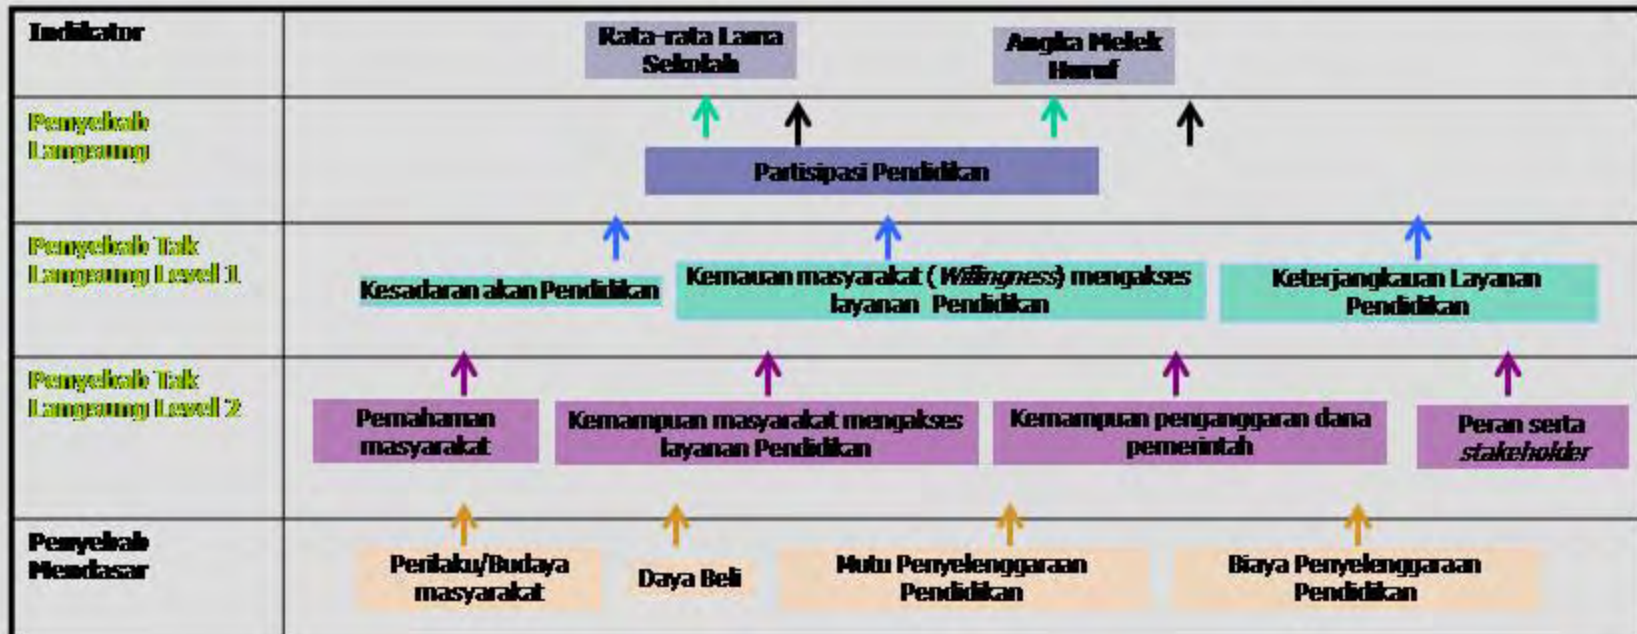 Indikator
Rata-rata Lama
Sekolah
Angka Melek
Huruf
Penyebab
Langsung
Partisipasi Pendidikan
Penyebab Tak
Langsung Level 1
Kesadaran akan Pendidikan
Kemauan masyarakat (Willingness) mengakses
layanan Pendidikan
Keterjangkauan Layanan
Pendidikan
Penyebab Tak
Langsung Level 2
Pemahaman
masyarakat
Kemampuan masyarakat mengakses
layanan Pendidikan
Kemampuan penganggaran dana
pemerintah
Peran serta
stakeholder
Penyebab
Mendasar
Perilaku/Budaya
masyarakat
Daya Beli
Mutu Penyelenggaraan
Pendidikan
Biaya Penyelenggaraan
Pendidikan